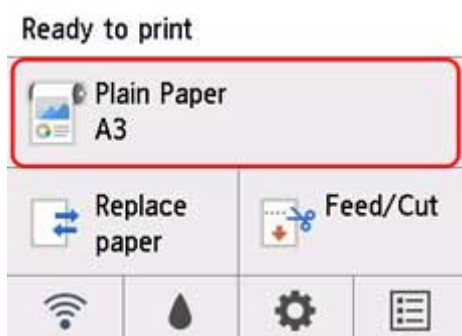 Ready to print
Plain Paper
A3
Replace
paper
Feed/Cut